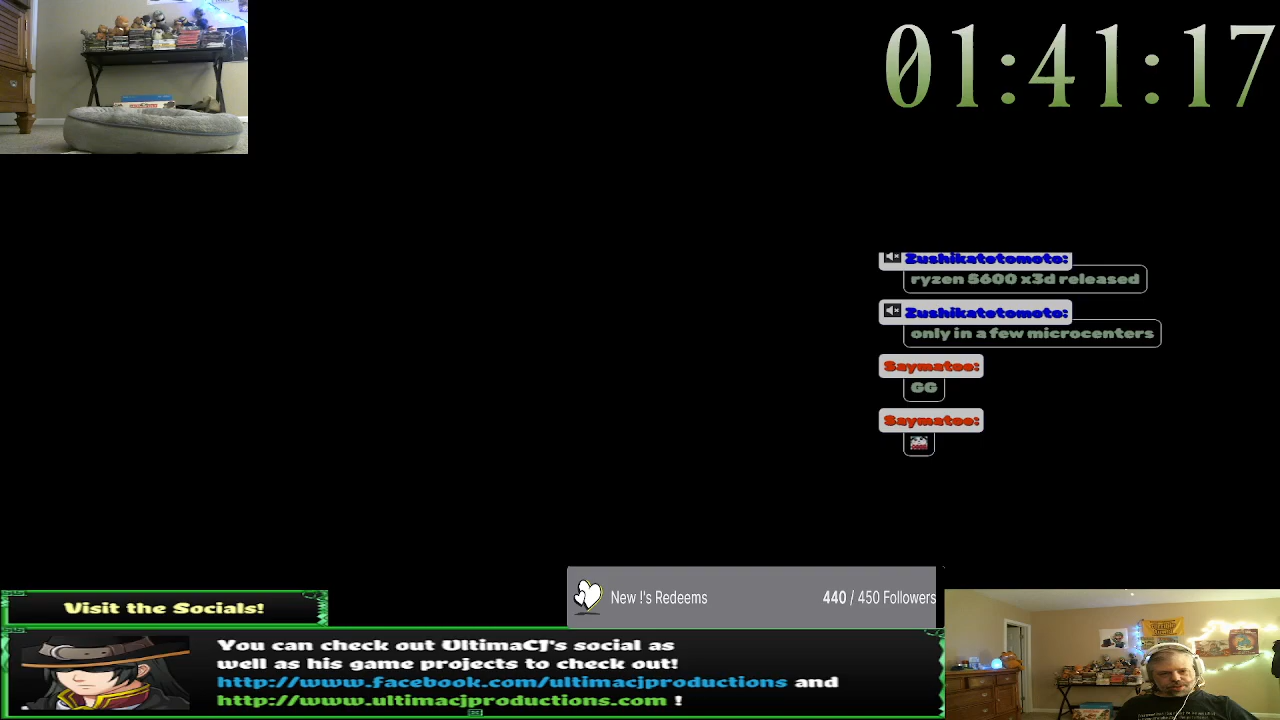 01:41:17
Zushikatotomoto:
ryzen 5600 x3d released
Zushikatotomoto:
only in a few microcenters
Saymatoo:
GG
Saymatoo:
New !'s Redeems
440 / 450 Followers
Visit the Socials!
You can check out UltimaCJ's social as
well as his game projects to check out!
http://www.facebook.com/ultimacjproductions and
http://www.ultimacjproductions.com !